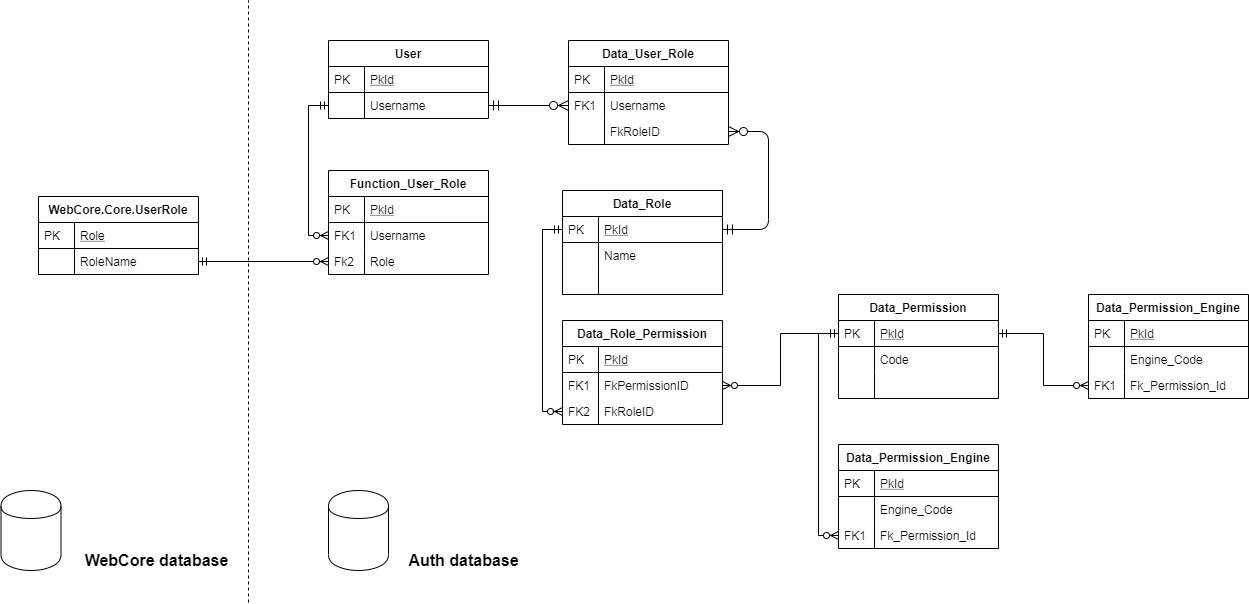 User
PK PkId
Username
Data_User_Role
PK PkId
FK1 Username
FkRoleID
Function_User_Role
PK PkId
FK1 Username
Fk2 Role
WebCore.Core.UserRole
PK Role
RoleName
Data_Role
PK PkId
Name
Data_Role_Permission
PK PkId
FK1 FkPermissionID
FK2 FkRoleID
Data_Permission
PK PkId
Code
Data_Permission_Engine
PK PkId
Engine_Code
FK1 Fk_Permission_Id
Data_Permission_Engine
PK PkId
Engine_Code
FK1 Fk_Permission_Id
WebCore database
Auth database